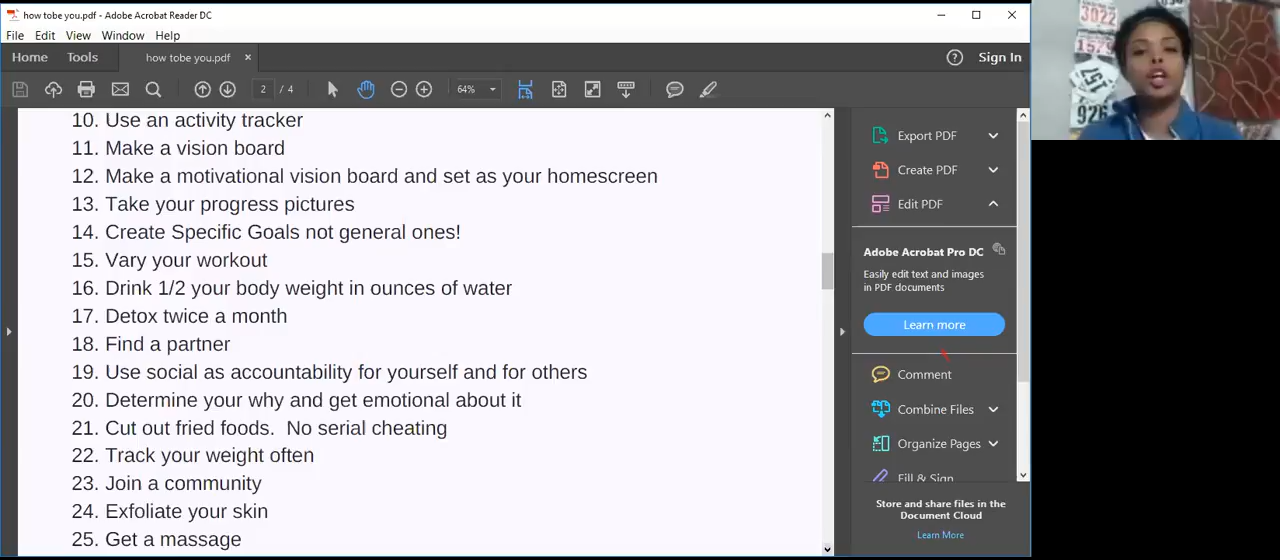 how tobe you.pdf - Adobe Acrobat Reader DC
File Edit View Window Help
Home Tools how tobe you.pdf × Sign In
2 / 4 64%
10. Use an activity tracker
11. Make a vision board
12. Make a motivational vision board and set as your homescreen
13. Take your progress pictures
14. Create Specific Goals not general ones!
15. Vary your workout
16. Drink 1/2 your body weight in ounces of water
17. Detox twice a month
18. Find a partner
19. Use social as accountability for yourself and for others
20. Determine your why and get emotional about it
21. Cut out fried foods.  No serial cheating
22. Track your weight often
23. Join a community
24. Exfoliate your skin
25. Get a massage
Export PDF
Create PDF
Edit PDF
Adobe Acrobat Pro DC
Easily edit text and images
in PDF documents
Learn more
Comment
Combine Files
Organize Pages
Fill & Sign
Store and share files in the
Document Cloud
Learn More
3022
1523
926